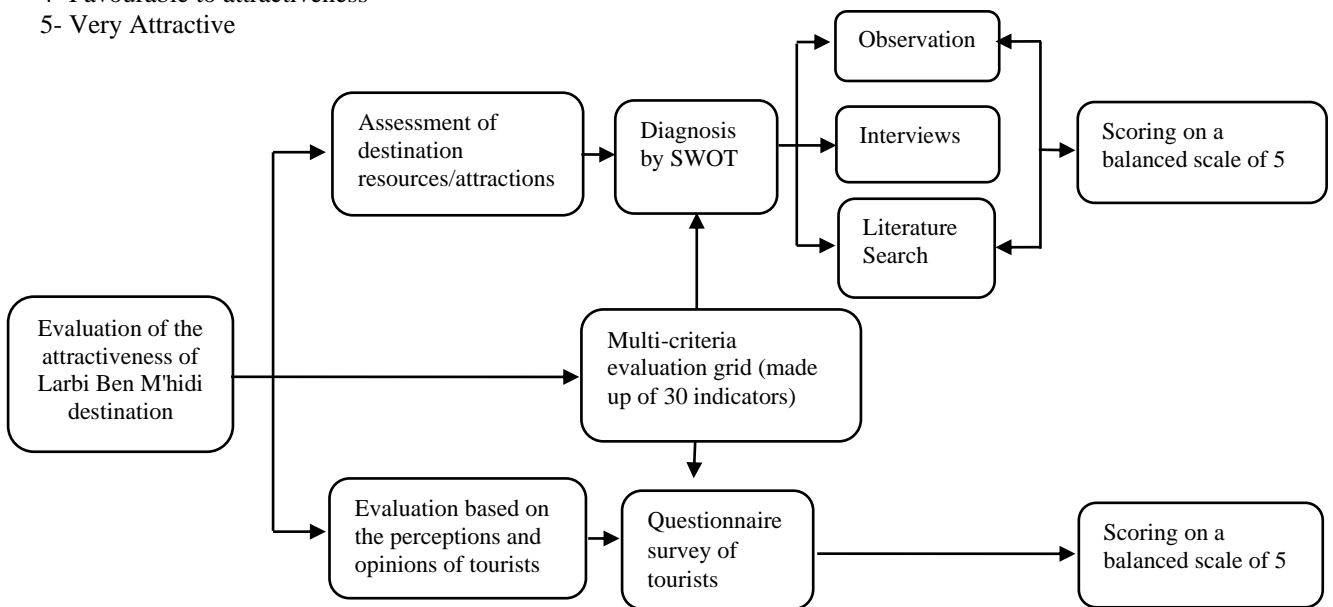 4- Favourable to attractiveness
5- Very Attractive
Observation
Assessment of
destination
resources/attractions
Diagnosis
by SWOT
Interviews
Scoring on a
balanced scale of 5
Literature
Search
Evaluation of the
attractiveness of
Larbi Ben M'hidi
destination
Multi-criteria
evaluation grid (made
up of 30 indicators)
Evaluation based on
the perceptions and
opinions of tourists
Questionnaire
survey of
tourists
Scoring on a
balanced scale of 5